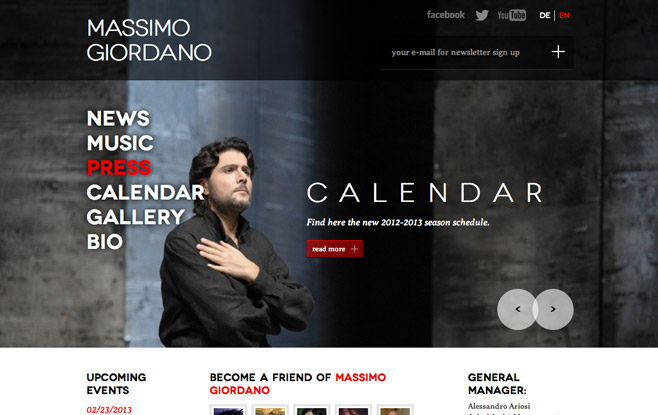 MASSIMO
GIORDANO
facebook
You Tube
DE | EN
your e-mail for newsletter sign up
NEWS
MUSIC
PRESS
CALENDAR
GALLERY
BIO
CALENDAR
Find here the new 2012-2013 season schedule.
read more
UPCOMING
EVENTS
02/23/2013
BECOME A FRIEND OF MASSIMO
GIORDANO
GENERAL
MANAGER:
Alessandro Ariosi